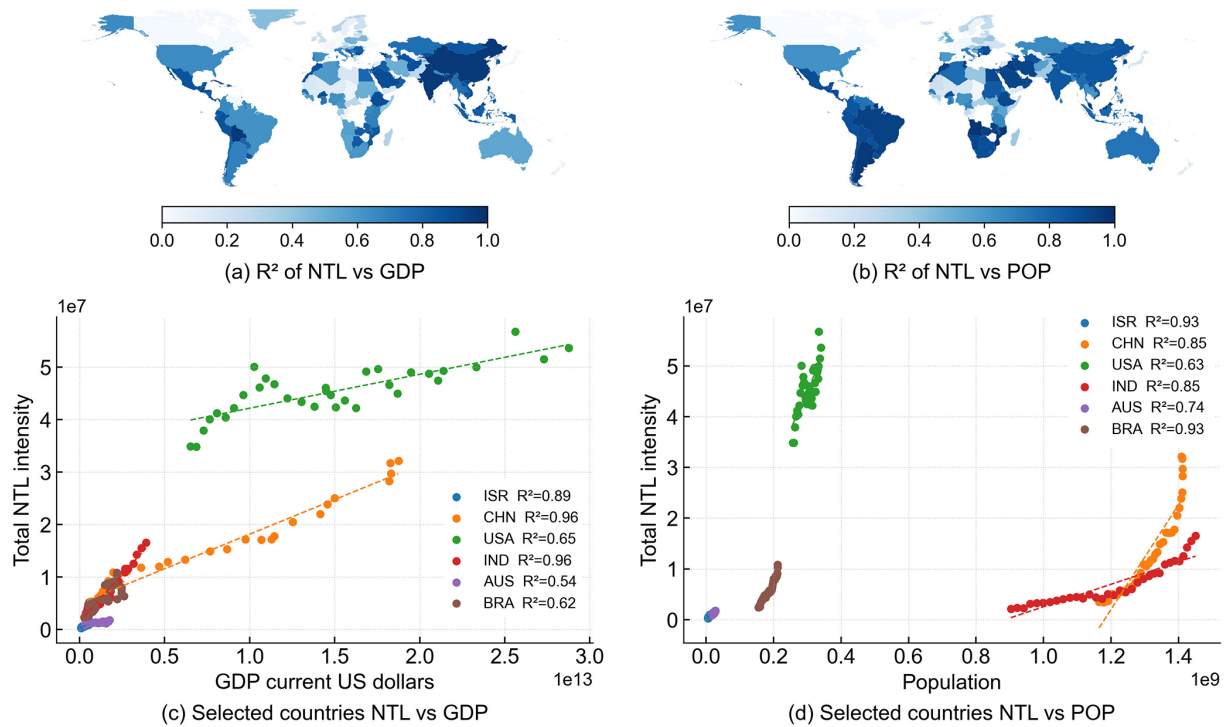 0.0 0.2 0.4 0.6 0.8 1.0
(a) R² of NTL vs GDP
0.0 0.2 0.4 0.6 0.8 1.0
(b) R² of NTL vs POP
1e7
Total NTL intensity
5
4
3
2
1
0
ISR R²=0.89
CHN R²=0.96
USA R²=0.65
IND R²=0.96
AUS R²=0.54
BRA R²=0.62
0.0 0.5 1.0 1.5 2.0 2.5 3.0
1e13
GDP current US dollars
(c) Selected countries NTL vs GDP
1e7
Total NTL intensity
5
4
3
2
1
0
ISR R²=0.93
CHN R²=0.85
USA R²=0.63
IND R²=0.85
AUS R²=0.74
BRA R²=0.93
0.0 0.2 0.4 0.6 0.8 1.0 1.2 1.4
1e9
Population
(d) Selected countries NTL vs POP